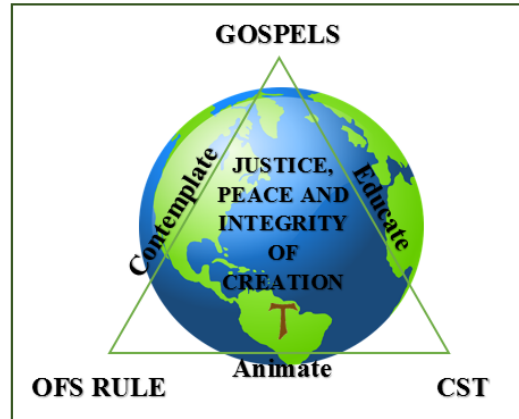 GOSPELS
Contemplate
Educate
JUSTICE,
PEACE AND
INTEGRITY
OF
CREATION
Animate
OFS RULE
CST